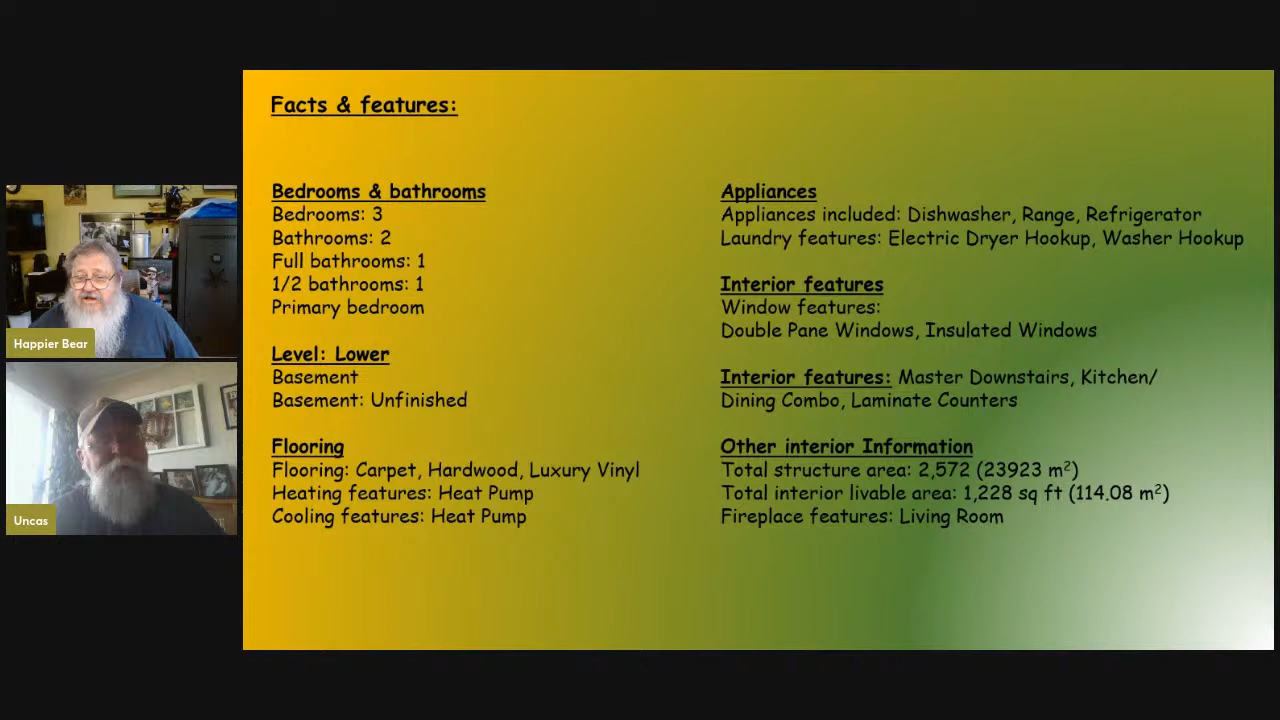 Facts & features:
Bedrooms & bathrooms
Bedrooms: 3
Bathrooms: 2
Full bathrooms: 1
1/2 bathrooms: 1
Primary bedroom
Level: Lower
Basement
Basement: Unfinished
Flooring
Flooring: Carpet, Hardwood, Luxury Vinyl
Heating features: Heat Pump
Cooling features: Heat Pump
Appliances
Appliances included: Dishwasher, Range, Refrigerator
Laundry features: Electric Dryer Hookup, Washer Hookup
Interior features
Window features:
Double Pane Windows, Insulated Windows
Interior features: Master Downstairs, Kitchen/
Dining Combo, Laminate Counters
Other interior Information
Total structure area: 2,572 (23923 m²)
Total interior livable area: 1,228 sq ft (114.08 m²)
Fireplace features: Living Room
Happier Bear
Uncas